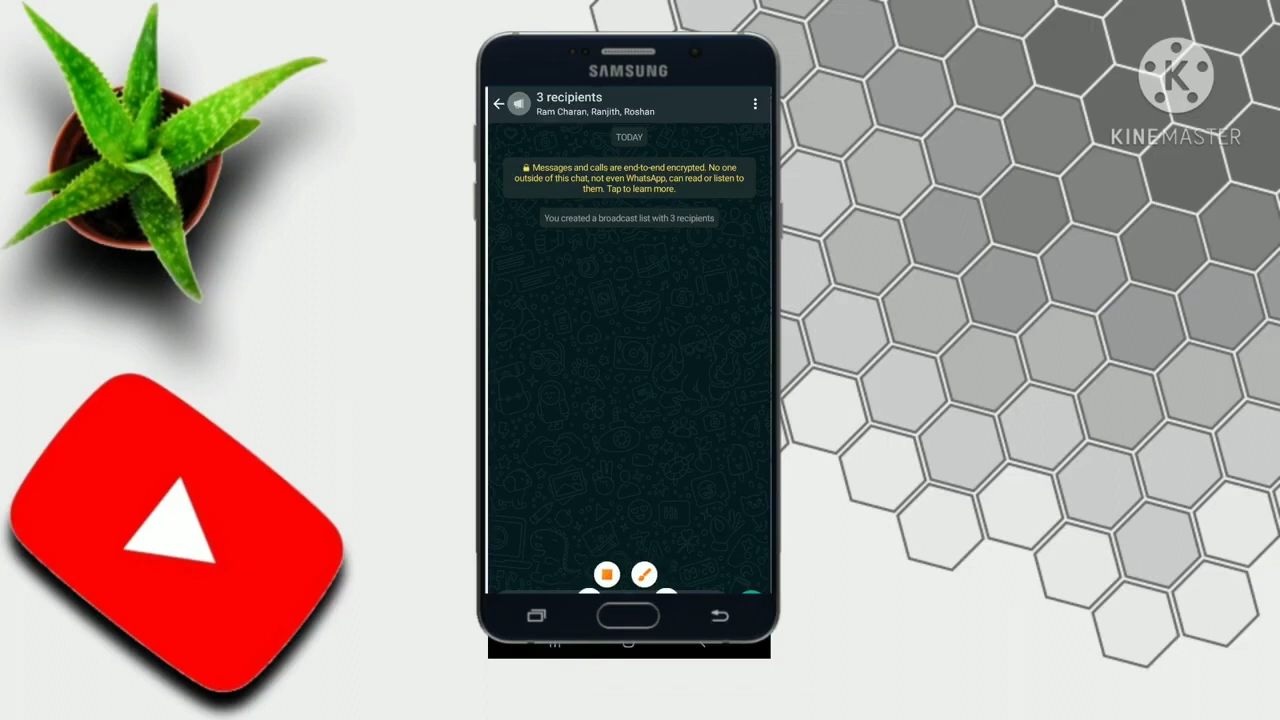 SAMSUNG
3 recipients
Ram Charan, Ranjith, Roshan
TODAY
Messages and calls are end-to-end encrypted. No one
outside of this chat, not even WhatsApp, can read or listen to
them. Tap to learn more.
You created a broadcast list with 3 recipients
K
KINEMASTER